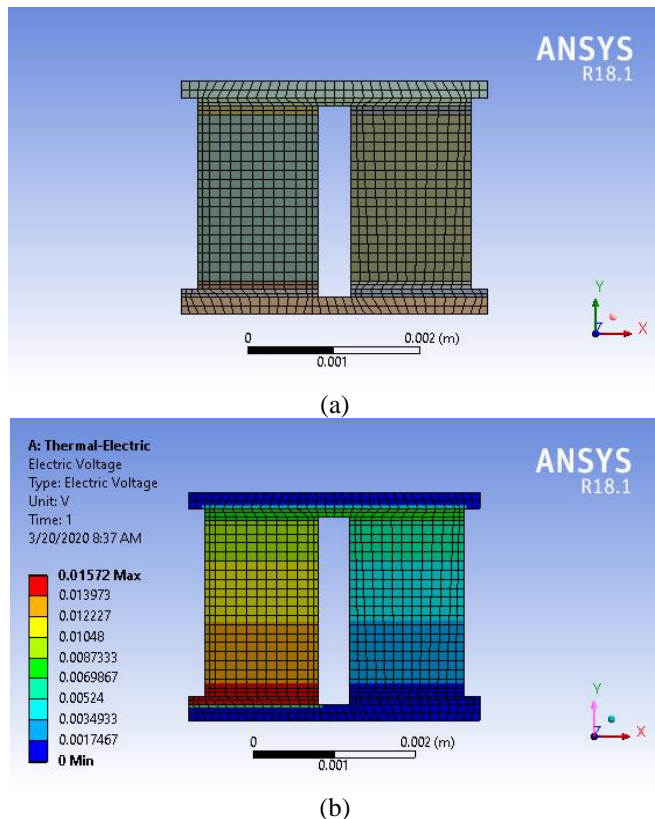 ANSYS
R18.1
0
0.002 (m)
0.001
Y
Z
X
(a)
A: Thermal-Electric
Electric Voltage
Type: Electric Voltage
Unit: V
Time: 1
3/20/2020 8:37 AM
ANSYS
R18.1
0.01572 Max
0.013973
0.012227
0.01048
0.0087333
0.0069867
0.00524
0.0034933
0.0017467
0 Min
0
0.002 (m)
0.001
Y
Z
X
(b)